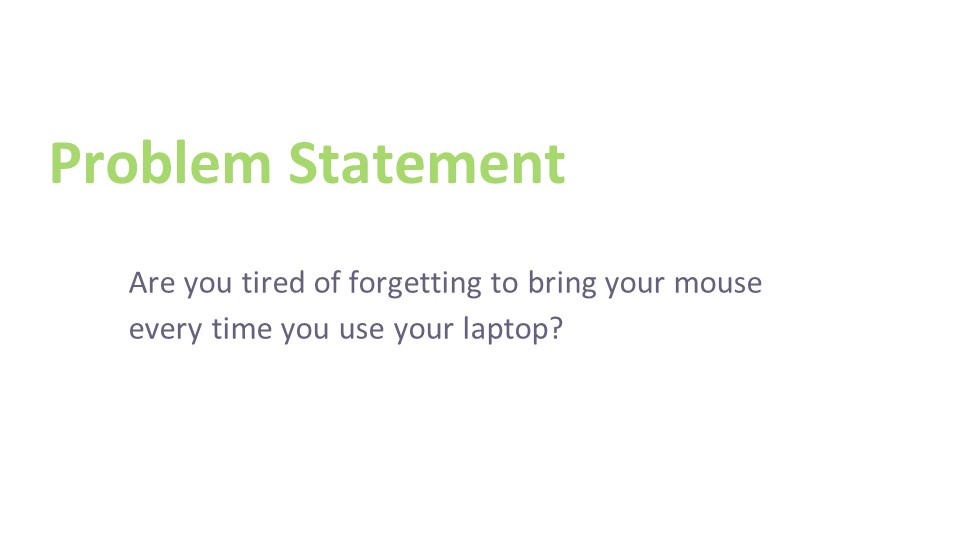 Problem Statement
Are you tired of forgetting to bring your mouse
every time you use your laptop?